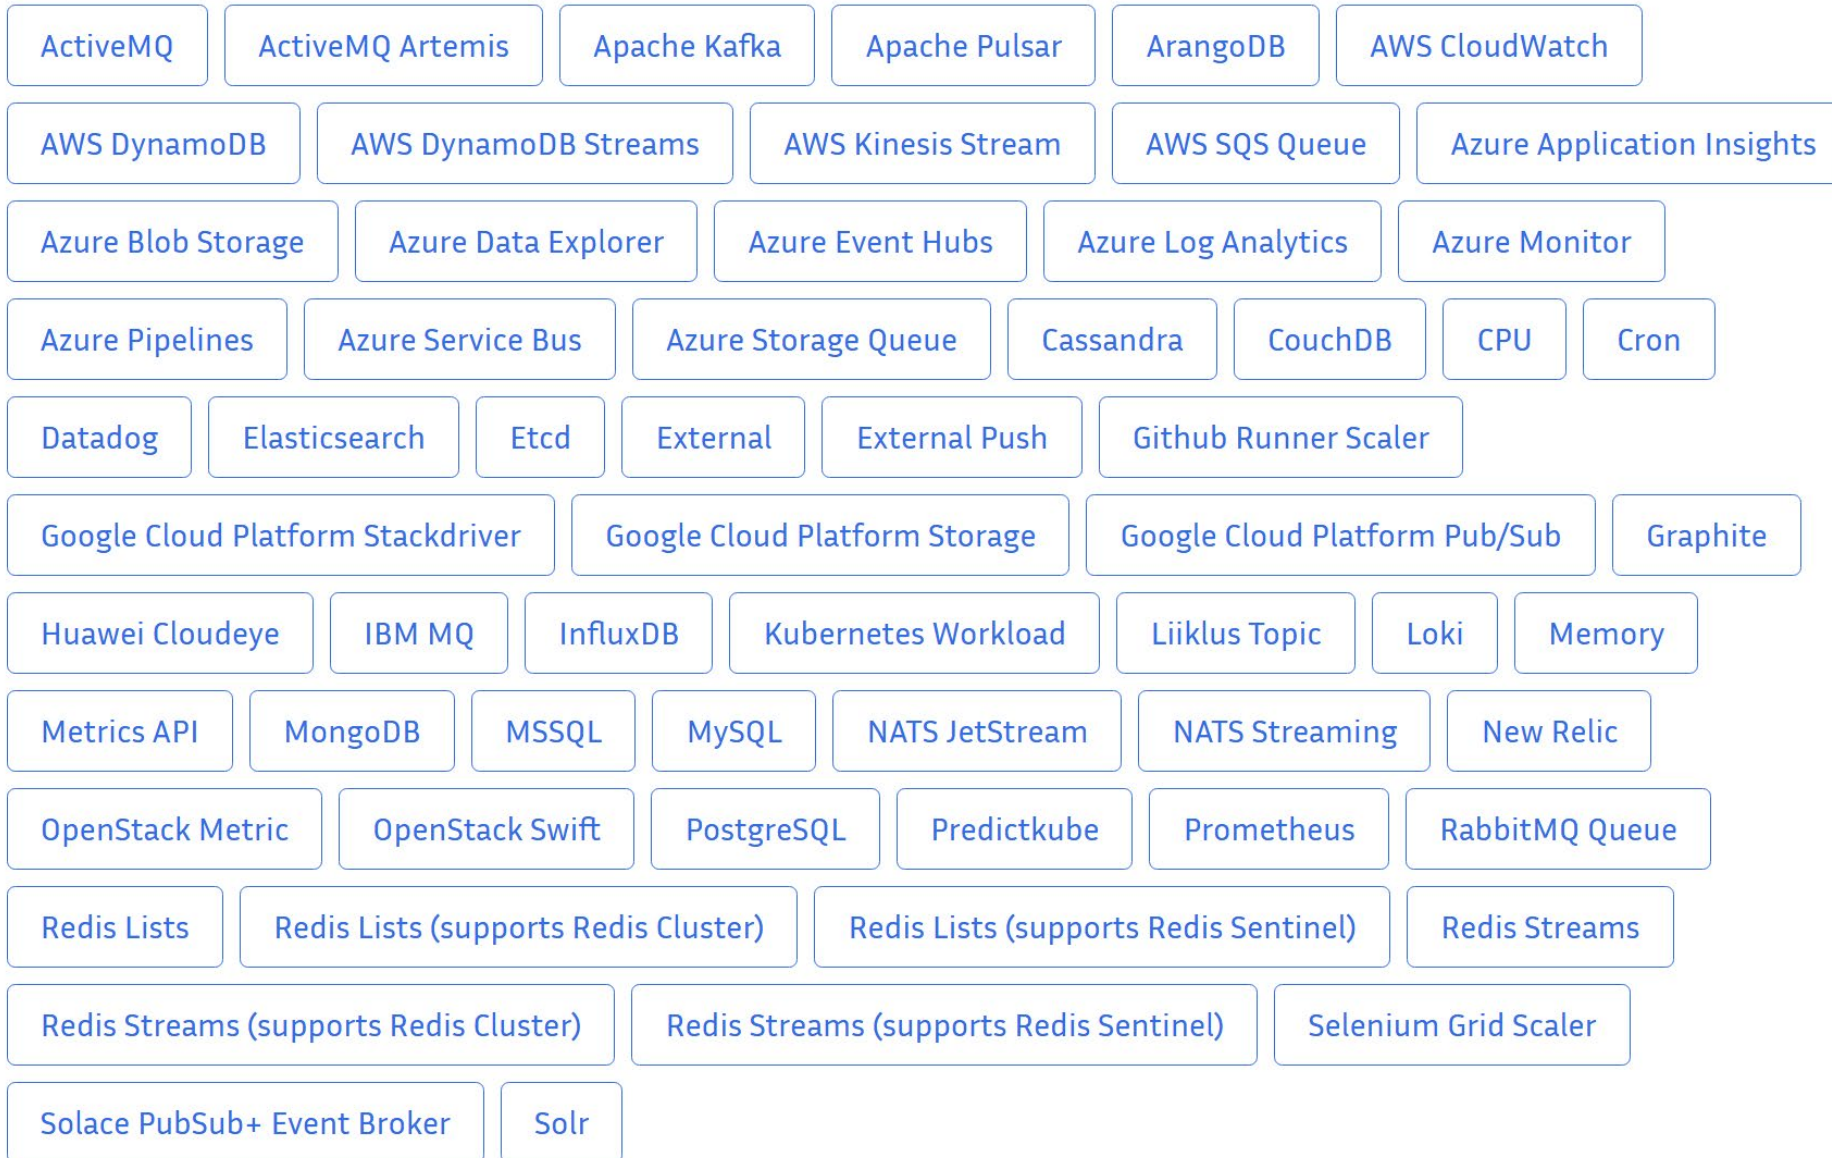 ActiveMQ ActiveMQ Artemis Apache Kafka Apache Pulsar ArangoDB AWS CloudWatch
AWS DynamoDB AWS DynamoDB Streams AWS Kinesis Stream AWS SQS Queue Azure Application Insights
Azure Blob Storage Azure Data Explorer Azure Event Hubs Azure Log Analytics Azure Monitor
Azure Pipelines Azure Service Bus Azure Storage Queue Cassandra CouchDB CPU Cron
Datadog Elasticsearch Etcd External External Push Github Runner Scaler
Google Cloud Platform Stackdriver Google Cloud Platform Storage Google Cloud Platform Pub/Sub Graphite
Huawei Cloudeye IBM MQ InfluxDB Kubernetes Workload Liiklus Topic Loki Memory
Metrics API MongoDB MSSQL MySQL NATS JetStream NATS Streaming New Relic
OpenStack Metric OpenStack Swift PostgreSQL Predictkube Prometheus RabbitMQ Queue
Redis Lists Redis Lists (supports Redis Cluster) Redis Lists (supports Redis Sentinel) Redis Streams
Redis Streams (supports Redis Cluster) Redis Streams (supports Redis Sentinel) Selenium Grid Scaler
Solace PubSub+ Event Broker Solr